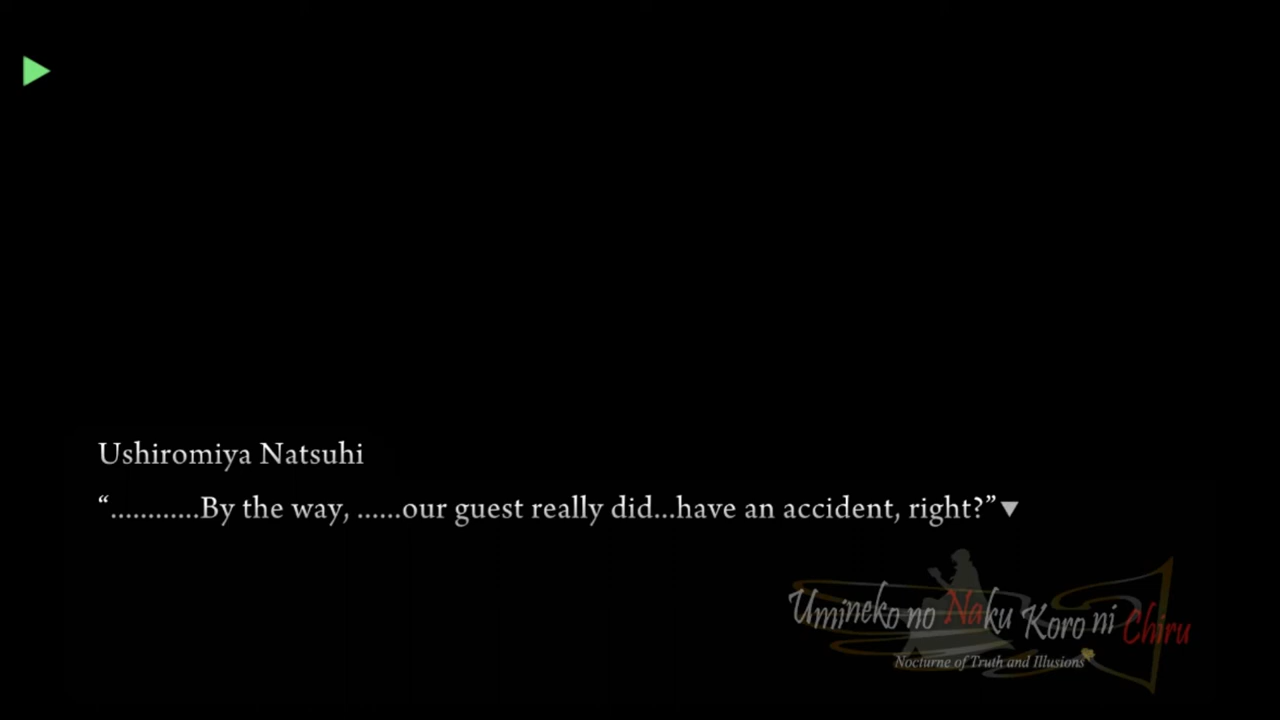 Ushiromiya Natsuhi
“............By the way, ......our guest really did...have an accident, right?”▼
Umineko no Naku Koro ni Chiru
Nocturne of Truth and Illusions